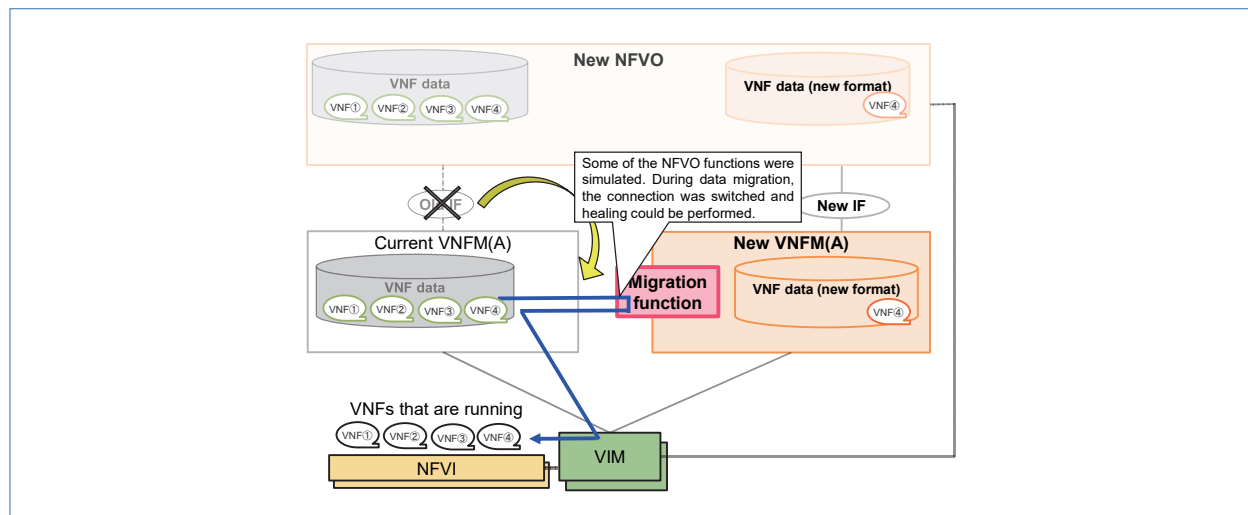 New NFVO
VNF data
VNF① VNF② VNF③ VNF④
VNF data (new format)
VNF④
Some of the NFVO functions were
simulated. During data migration,
the connection was switched and
healing could be performed.
Old IF
New IF
Current VNFM(A)
VNF data
VNF① VNF② VNF③ VNF④
New VNFM(A)
Migration
function
VNF data (new format)
VNF④
VNFs that are running
VNF① VNF② VNF③ VNF④
NFVI
VIM